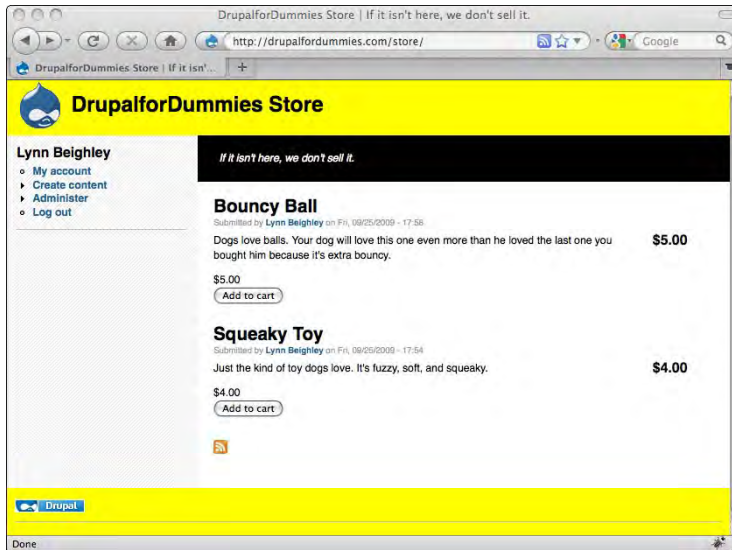 DrupalforDummies Store | If it isn't here, we don't sell it.
http://drupalfordummies.com/store/
Google
DrupalforDummies Store | If it isn'...
+
DrupalforDummies Store
Lynn Beighley
My account
Create content
Administer
Log out
If it isn't here, we don't sell it.
Bouncy Ball
Submitted by Lynn Beighley on Fri, 09/25/2009 - 17:56
Dogs love balls. Your dog will love this one even more than he loved the last one you
bought him because it's extra bouncy.
$5.00
$5.00
Add to cart
Squeaky Toy
Submitted by Lynn Beighley on Fri, 09/25/2009 - 17:54
Just the kind of toy dogs love. It's fuzzy, soft, and squeaky.
$4.00
$4.00
Add to cart
Drupal
Done